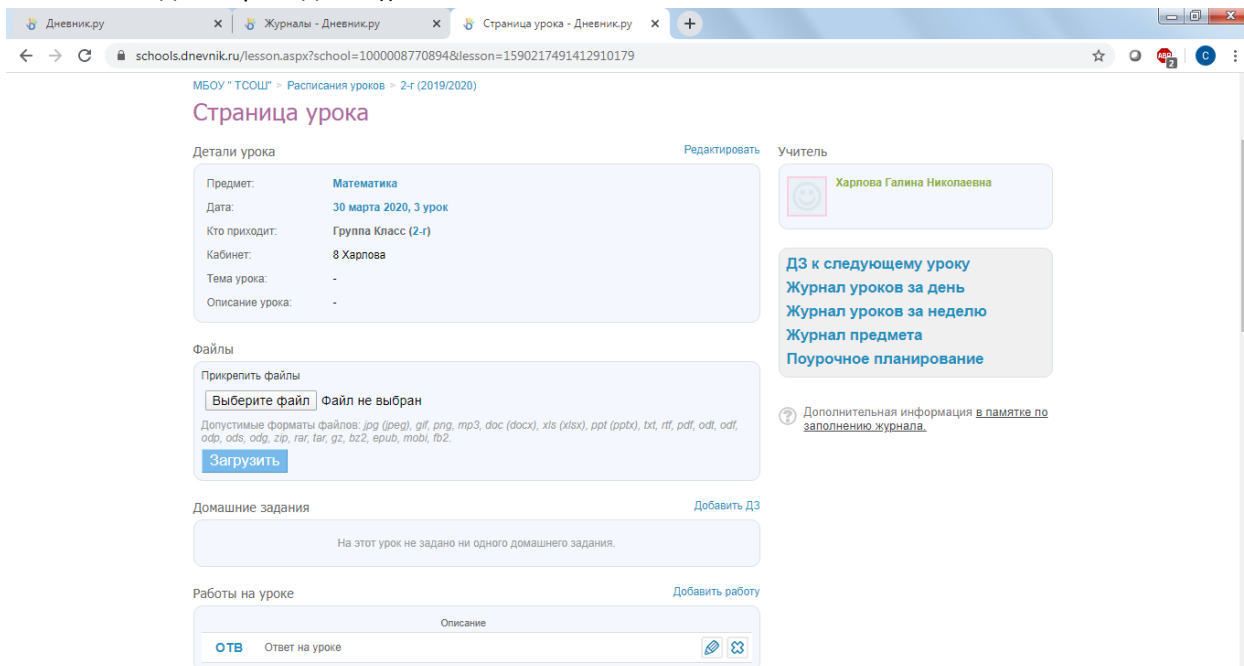 Дневник.ру
Журналы - Дневник.ру
Страница урока - Дневник.ру
schools.dnevnik.ru/lesson.aspx?school=1000008770894&lesson=1590217491412910179
ABP
2
C
МБОУ " ТСОШ" > Расписания уроков > 2-г (2019/2020)
Страница урока
Детали урока
Редактировать
Предмет: Математика
Дата: 30 марта 2020, 3 урок
Кто приходит: Группа Класс (2-г)
Кабинет: 8 Харлова
Тема урока: -
Описание урока: -
Файлы
Прикрепить файлы
Выберите файл Файл не выбран
Допустимые форматы файлов: jpg (jpeg), gif, png, mp3, doc (docx), xls (xlsx), ppt (pptx), txt, rtf, pdf, odt, odf,
odp, ods, odg, zip, rar, tar, gz, bz2, epub, mobi, fb2.
Загрузить
Домашние задания
Добавить ДЗ
На этот урок не задано ни одного домашнего задания.
Работы на уроке
Добавить работу
Описание
ОТВ Ответ на уроке
Учитель
Харлова Галина Николаевна
ДЗ к следующему уроку
Журнал уроков за день
Журнал уроков за неделю
Журнал предмета
Поурочное планирование
? Дополнительная информация в памятке по
заполнению журнала.